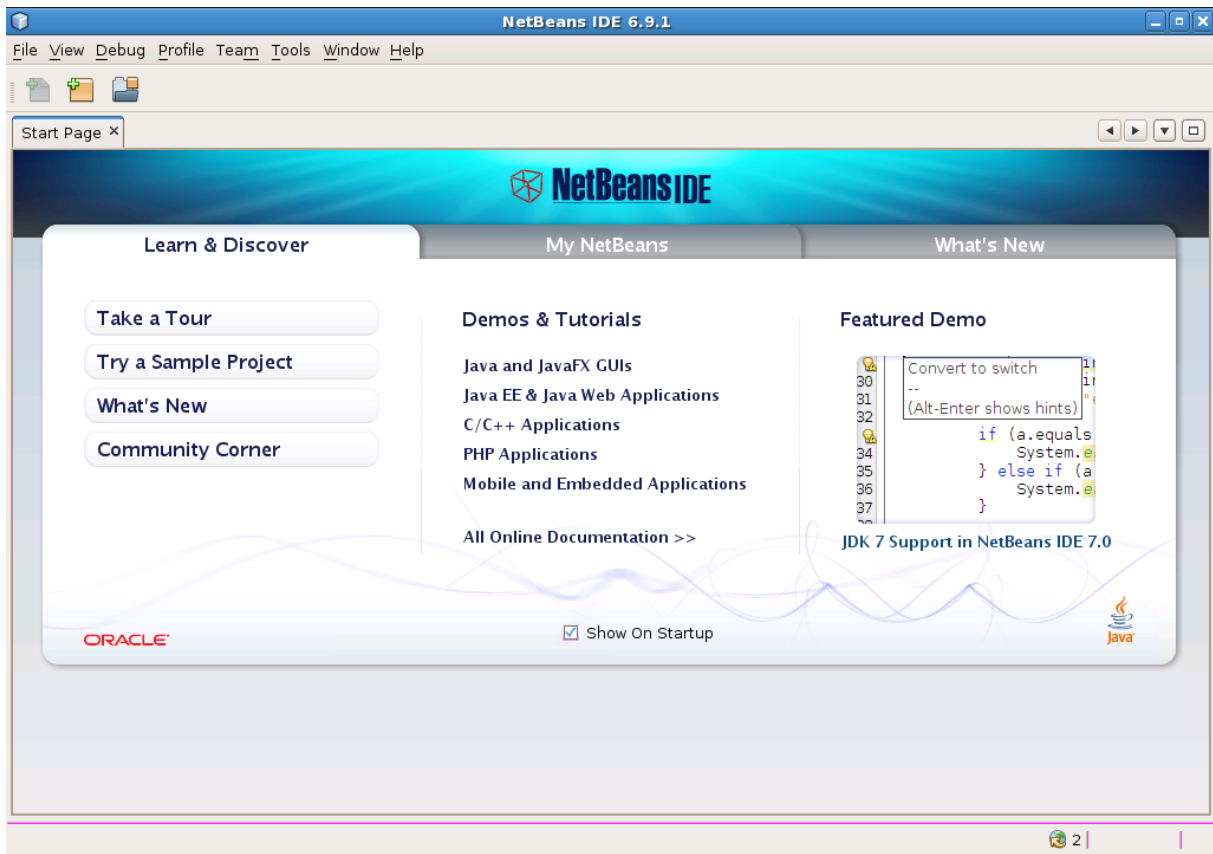 NetBeans IDE 6.9.1
File View Debug Profile Team Tools Window Help
Start Page
NetBeans IDE
Learn & Discover
My NetBeans
What's New
Take a Tour
Try a Sample Project
What's New
Community Corner
Demos & Tutorials
Java and JavaFX GUIs
Java EE & Java Web Applications
C/C++ Applications
PHP Applications
Mobile and Embedded Applications
All Online Documentation >>
Featured Demo
Convert to switch
--
(Alt-Enter shows hints)
30
31
32
if (a.equals
34 System.
35 } else if (a
36 System.
37 }
JDK 7 Support in NetBeans IDE 7.0
ORACLE
Show On Startup
Java
2